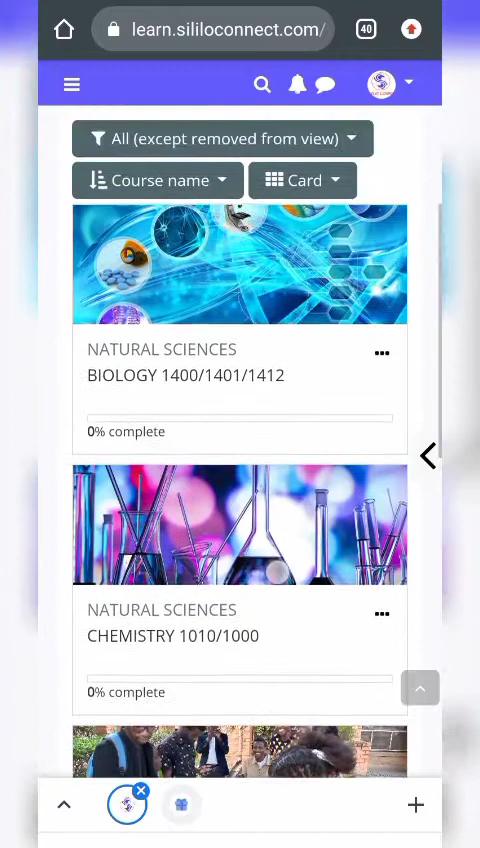 learn.sililoconnect.com/
40
All (except removed from view)
Course name
Card
NATURAL SCIENCES
BIOLOGY 1400/1401/1412
0% complete
NATURAL SCIENCES
CHEMISTRY 1010/1000
0% complete